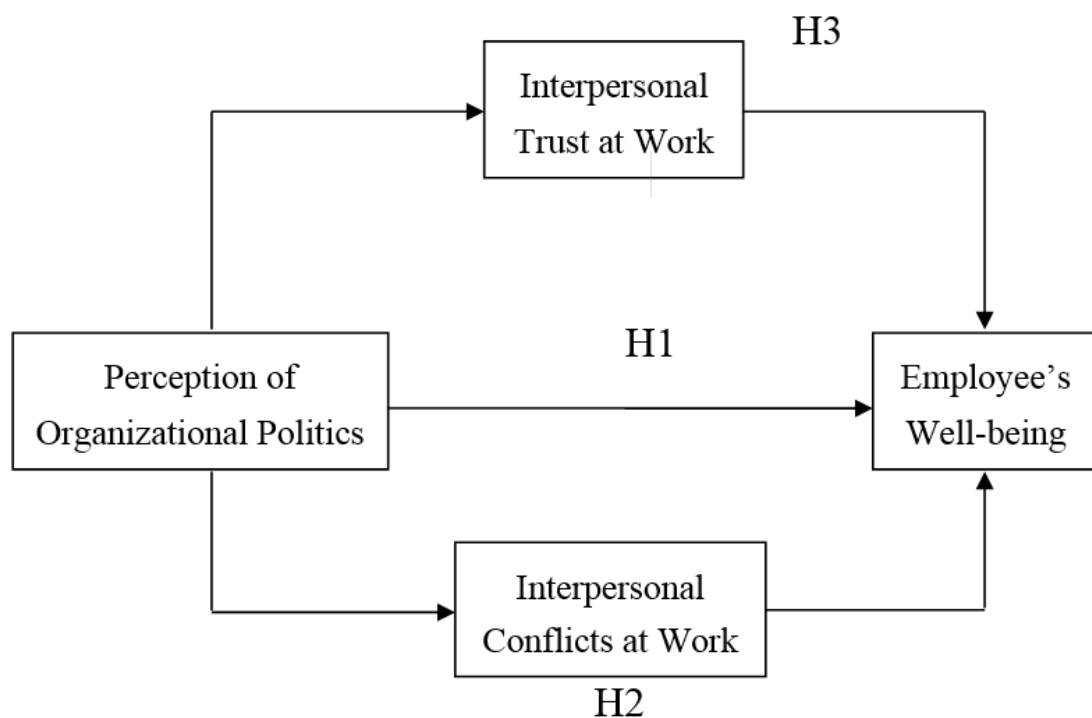 H3
Interpersonal
Trust at Work
H1
Perception of
Organizational Politics
Employee’s
Well-being
Interpersonal
Conflicts at Work
H2